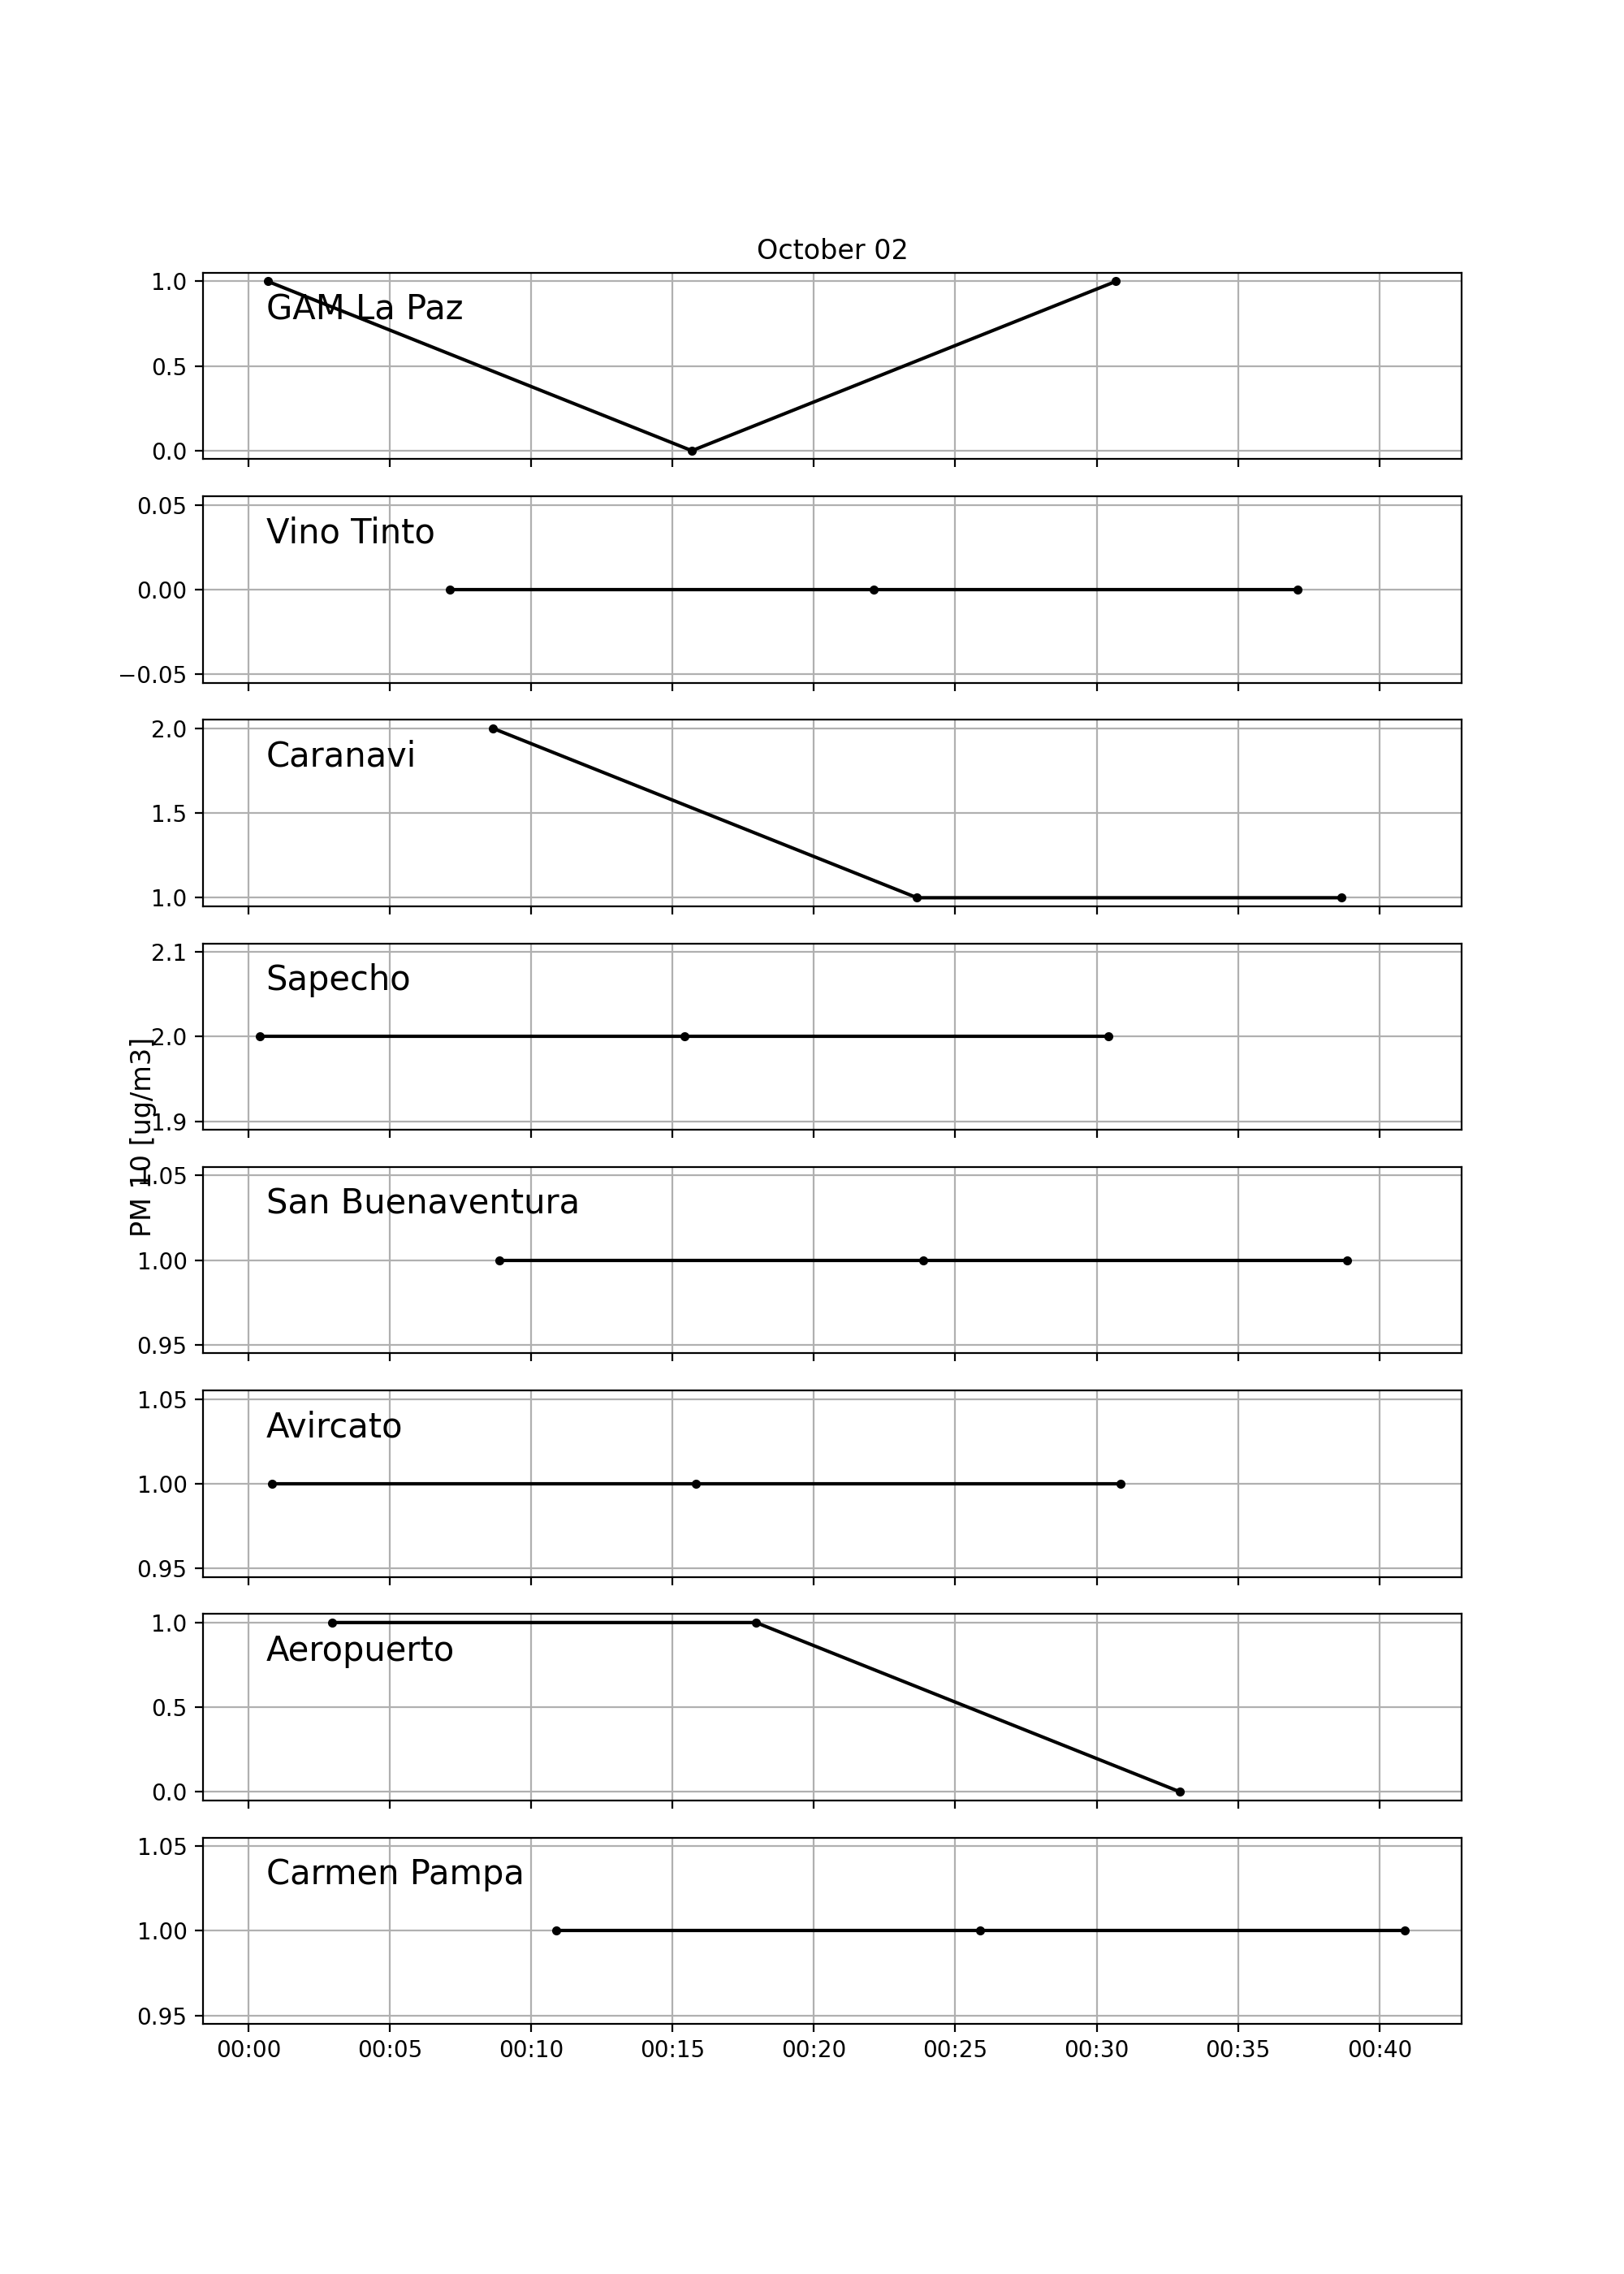 October 02
1.0
GAM La Paz
0.5
0.0
0.05
Vino Tinto
0.00
−0.05
2.0
Caranavi
1.5
1.0
2.1
Sapecho
2.0
1.9
PM 10 [ug/m3]
1.05
San Buenaventura
1.00
0.95
1.05
Avircato
1.00
0.95
1.0
Aeropuerto
0.5
0.0
1.05
Carmen Pampa
1.00
0.95
00:00 00:05 00:10 00:15 00:20 00:25 00:30 00:35 00:40